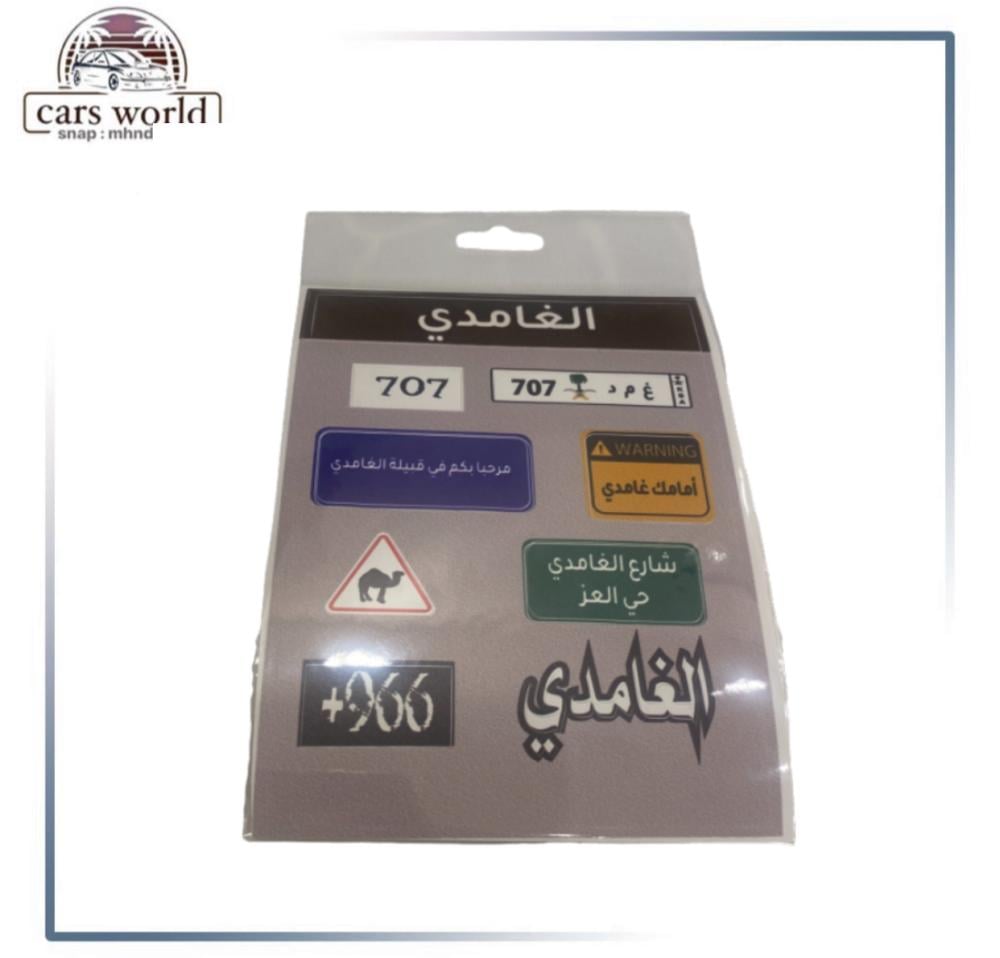 cars world
snap : mhnd
الغامدي
707
707 غ م د
مرحبا بكم في قبيلة الغامدي
WARNING
أمامك غامدي
شارع الغامدي
حي العز
+966
الغامدي